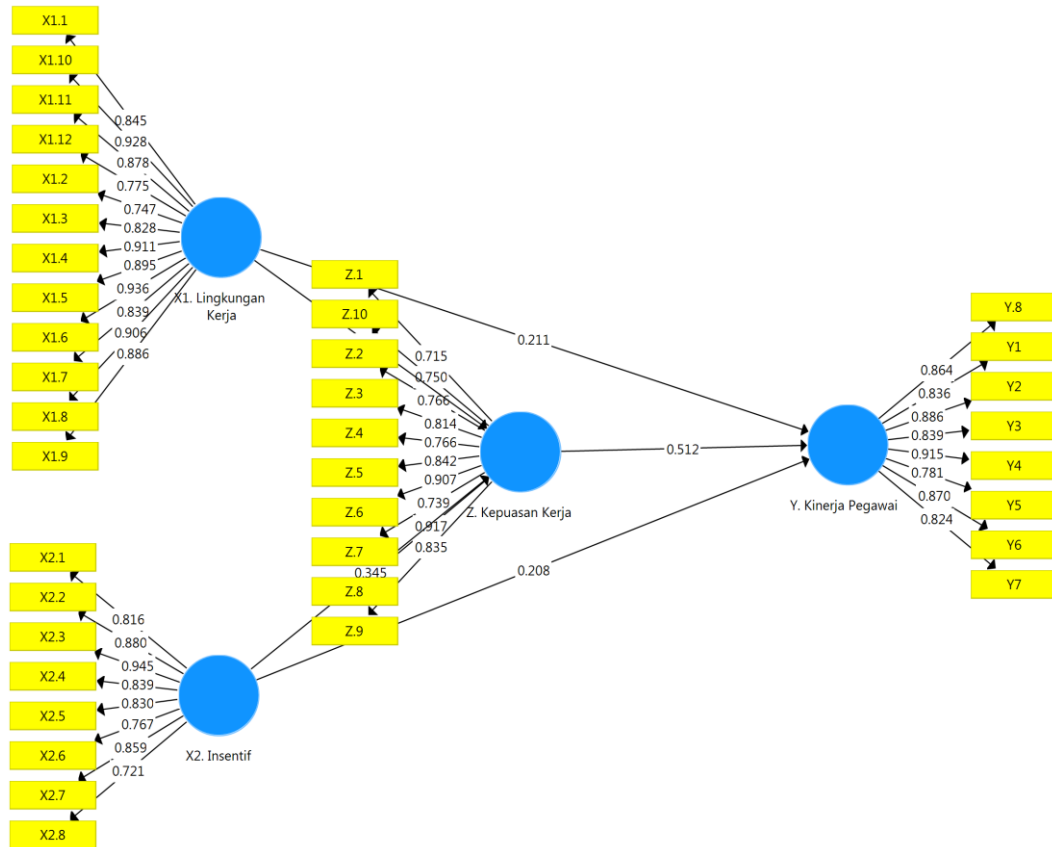 X1.1
X1.10
X1.11
X1.12
X1.2
X1.3
X1.4
X1.5
X1.6
X1.7
X1.8
X1.9
0.845
0.928
0.878
0.775
0.747
0.828
0.911
0.895
0.936
0.839
0.906
0.886
X1. Lingkungan
Kerja
X2.1
X2.2
X2.3
X2.4
X2.5
X2.6
X2.7
X2.8
0.816
0.880
0.945
0.839
0.830
0.767
0.859
0.721
X2. Insentif
Z.1
Z.10
Z.2
Z.3
Z.4
Z.5
Z.6
Z.7
Z.8
Z.9
0.715
0.750
0.766
0.814
0.766
0.842
0.907
0.739
0.917
0.835
0.345
Z. Kepuasan Kerja
0.211
0.512
0.208
Y. Kinerja Pegawai
0.864
0.836
0.886
0.839
0.915
0.781
0.870
0.824
Y.8
Y1
Y2
Y3
Y4
Y5
Y6
Y7